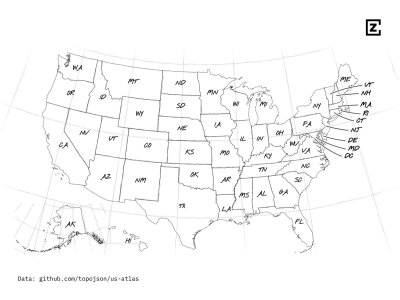 Z
WA
MT
ND
MN
ME
VT
NH
MA
RI
CT
NJ
DE
MD
DC
OR
ID
SD
WI
MI
NY
WY
IA
PA
NE
NV
UT
CO
IL
IN
OH
WV
VA
CA
KS
MO
KY
NC
TN
AZ
NM
OK
AR
SC
MS
AL
GA
TX
LA
FL
AK
HI
Data: github.com/topojson/us-atlas